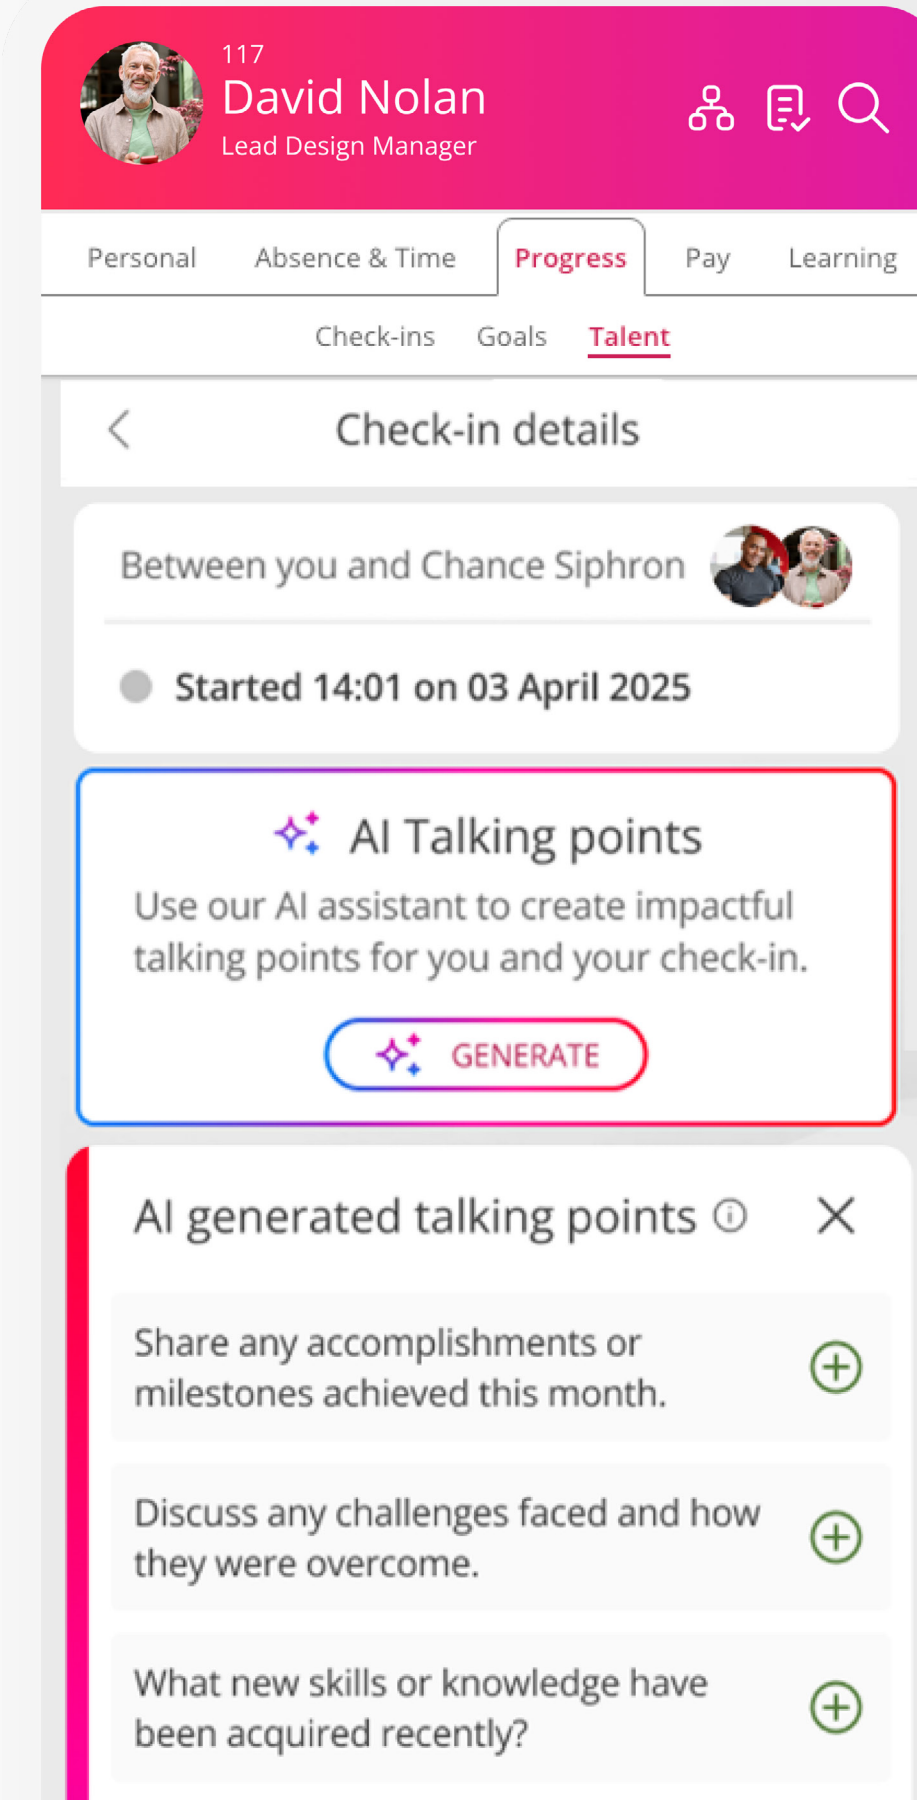 117
David Nolan
Lead Design Manager
Personal Absence & Time Progress Pay Learning
Check-ins Goals Talent
Check-in details
Between you and Chance Siphron
Started 14:01 on 03 April 2025
AI Talking points
Use our AI assistant to create impactful
talking points for you and your check-in.
GENERATE
AI generated talking points
Share any accomplishments or
milestones achieved this month.
Discuss any challenges faced and how
they were overcome.
What new skills or knowledge have
been acquired recently?